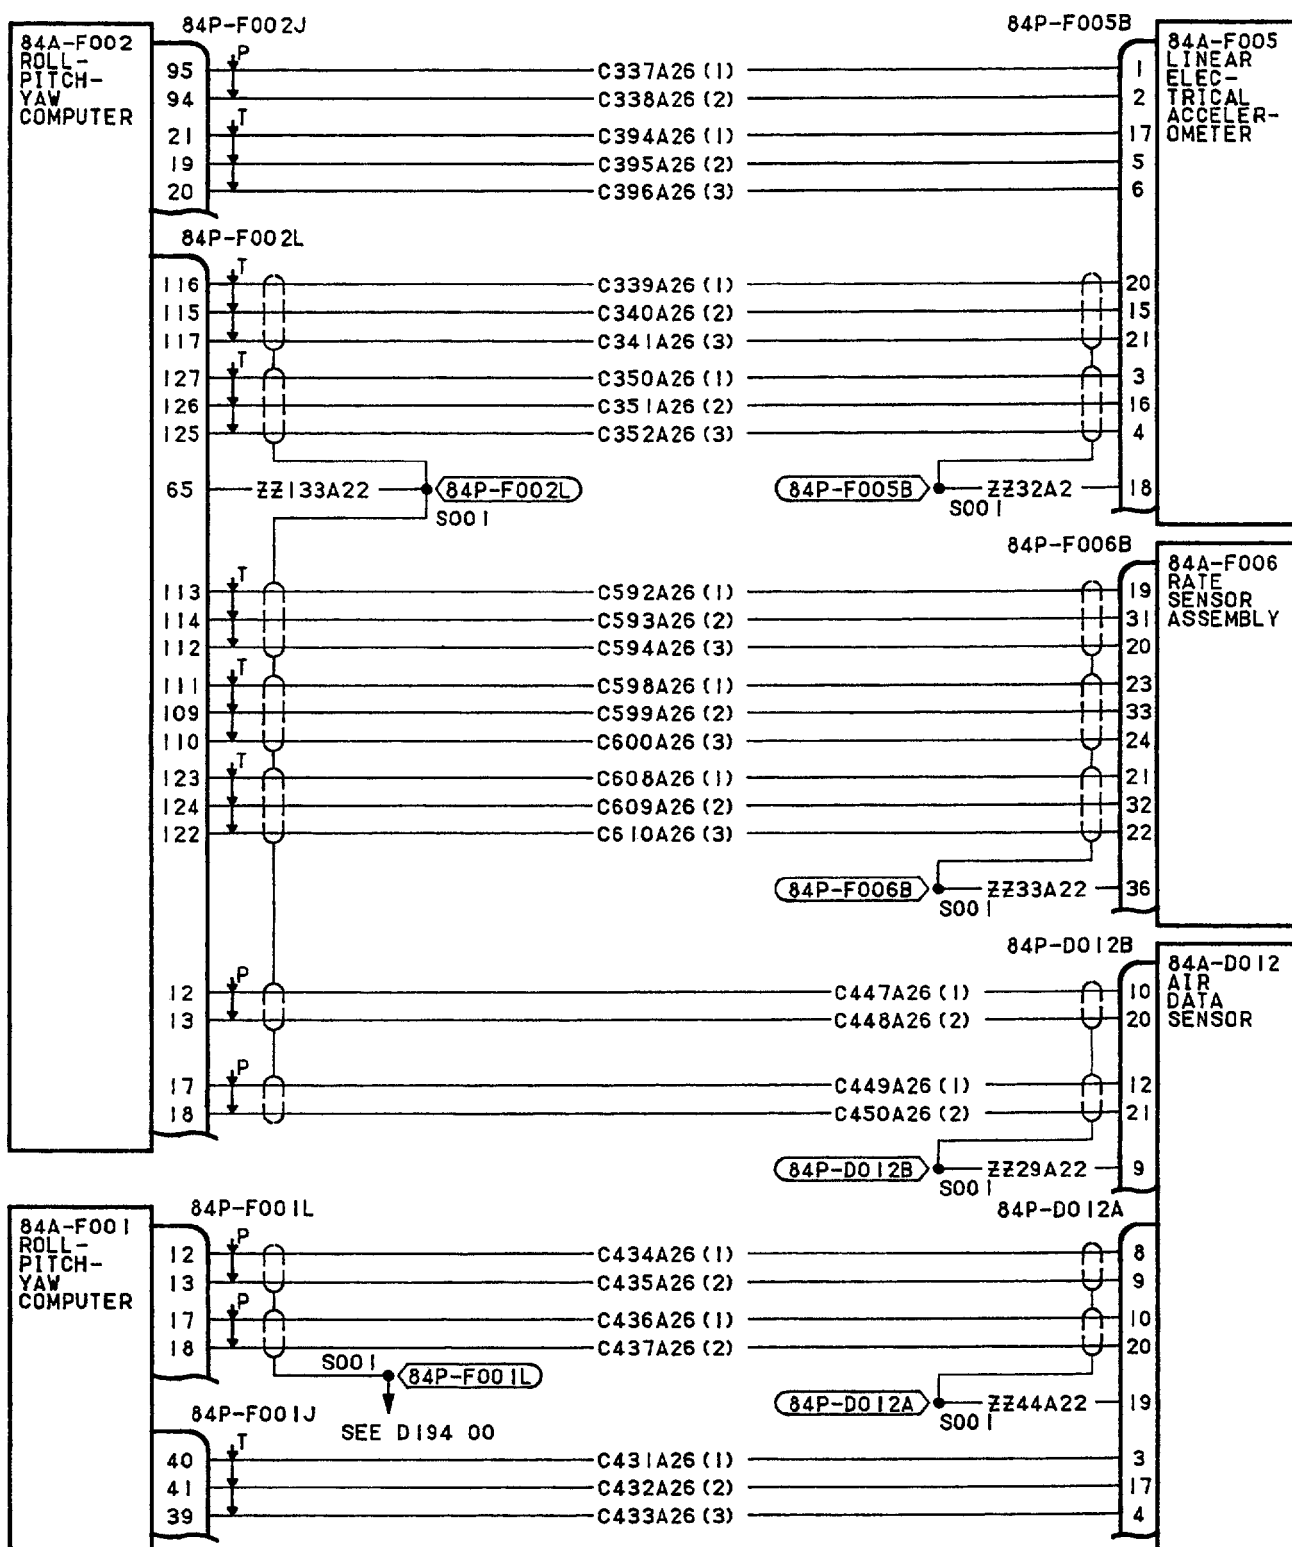 84P-F002J
84P-F005B
84A-F002
ROLL-
PITCH-
YAW
COMPUTER
84A-F005
LINEAR
ELEC-
TRICAL
ACCELER-
OMETER
95 P C337A26 (1) 1
94 C338A26 (2) 2
21 T C394A26 (1) 17
19 C395A26 (2) 5
20 C396A26 (3) 6
84P-F002L
116 T C339A26 (1) 20
115 C340A26 (2) 15
117 C341A26 (3) 21
127 T C350A26 (1) 3
126 C351A26 (2) 16
125 C352A26 (3) 4
65 ZZ133A22 84P-F002L 84P-F005B ZZ32A2 18
S001 S001
84P-F006B
84A-F006
RATE
SENSOR
ASSEMBLY
113 T C592A26 (1) 19
114 C593A26 (2) 31
112 C594A26 (3) 20
111 T C598A26 (1) 23
109 C599A26 (2) 33
110 C600A26 (3) 24
123 T C608A26 (1) 21
124 C609A26 (2) 32
122 C610A26 (3) 22
84P-F006B ZZ33A22 36
S001
84P-D012B
84A-D012
AIR
DATA
SENSOR
12 P C447A26 (1) 10
13 C448A26 (2) 20
17 P C449A26 (1) 12
18 C450A26 (2) 21
84P-D012B ZZ29A22 9
S001
84P-F001L
84P-D012A
84A-F001
ROLL-
PITCH-
YAW
COMPUTER
12 P C434A26 (1) 8
13 C435A26 (2) 9
17 P C436A26 (1) 10
18 C437A26 (2) 20
S001 84P-F001L
84P-D012A ZZ44A22 19
S001
84P-F001J
SEE D194 00
40 T C431A26 (1) 3
41 C432A26 (2) 17
39 C433A26 (3) 4